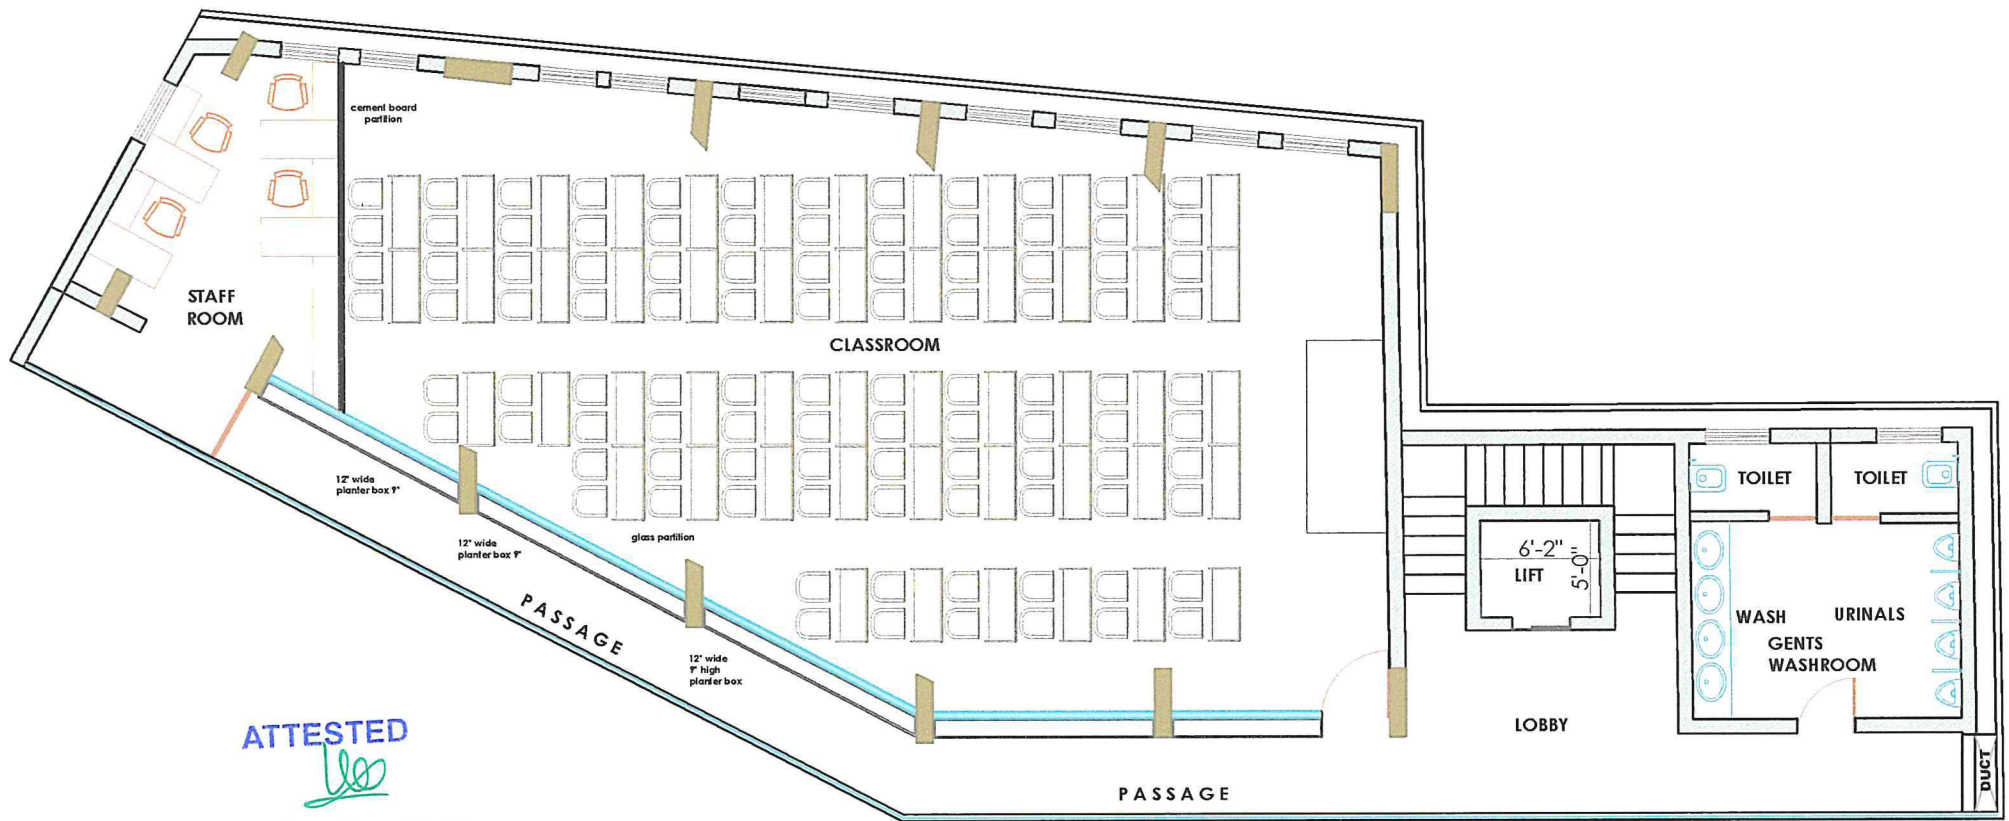 cement board
partition
STAFF
ROOM
CLASSROOM
12" wide
planter box 9"
12" wide
planter box 9"
glass partition
12" wide
9" high
planter box
PASSAGE
PASSAGE
LOBBY
6'-2"
5'-0"
LIFT
TOILET
TOILET
WASH
URINALS
GENTS
WASHROOM
DUCT
ATTESTED